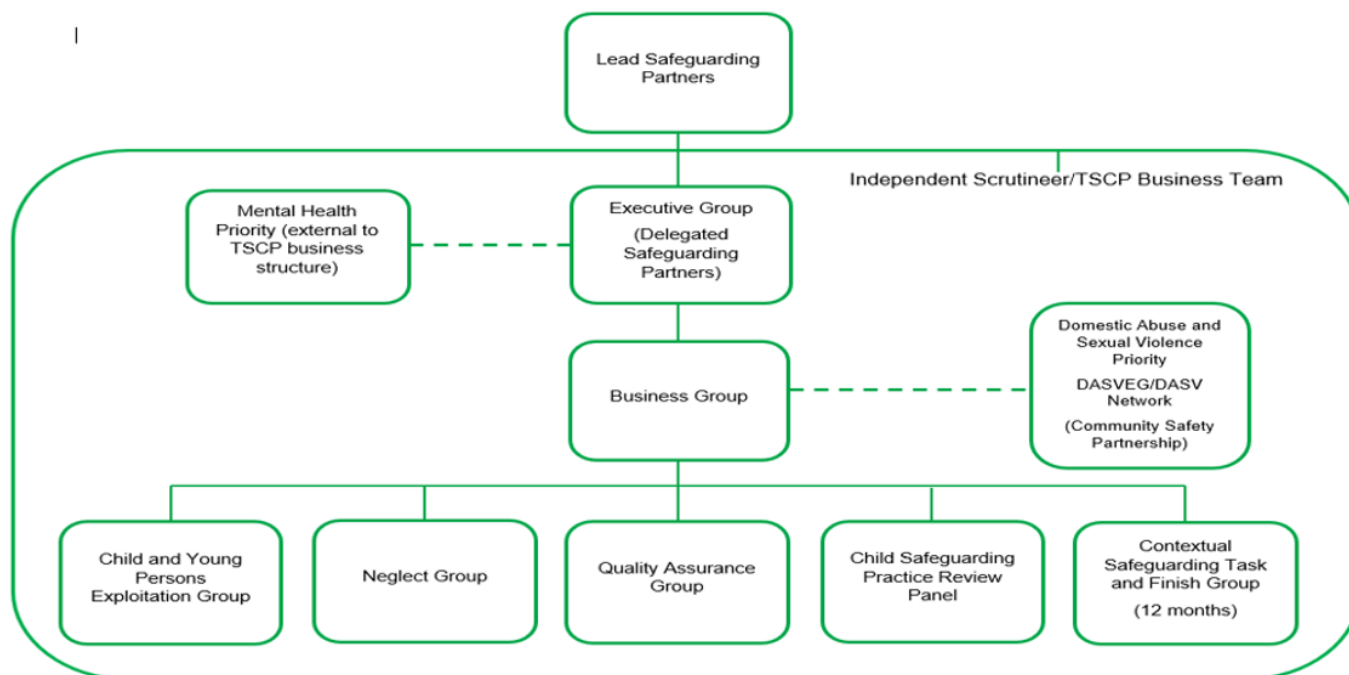 Lead Safeguarding
Partners
Independent Scrutineer/TSCP Business Team
Mental Health
Priority (external to
TSCP business
structure)
Executive Group
(Delegated
Safeguarding
Partners)
Business Group
Domestic Abuse and
Sexual Violence
Priority
DASVEG/DASV
Network
(Community Safety
Partnership)
Child and Young
Persons
Exploitation Group
Neglect Group
Quality Assurance
Group
Child Safeguarding
Practice Review
Panel
Contextual
Safeguarding Task
and Finish Group
(12 months)